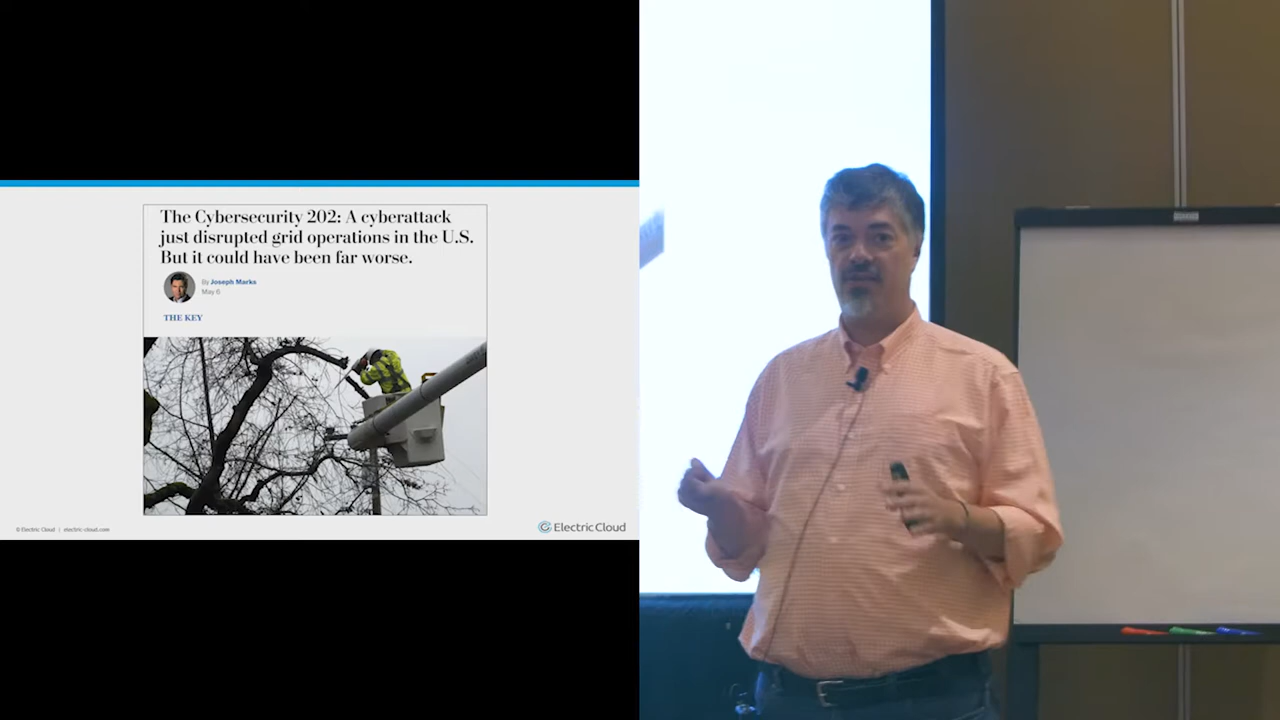 The Cybersecurity 202: A cyberattack
just disrupted grid operations in the U.S.
But it could have been far worse.
By Joseph Marks
May 6
THE KEY
© Electric Cloud | electric-cloud.com
Electric Cloud